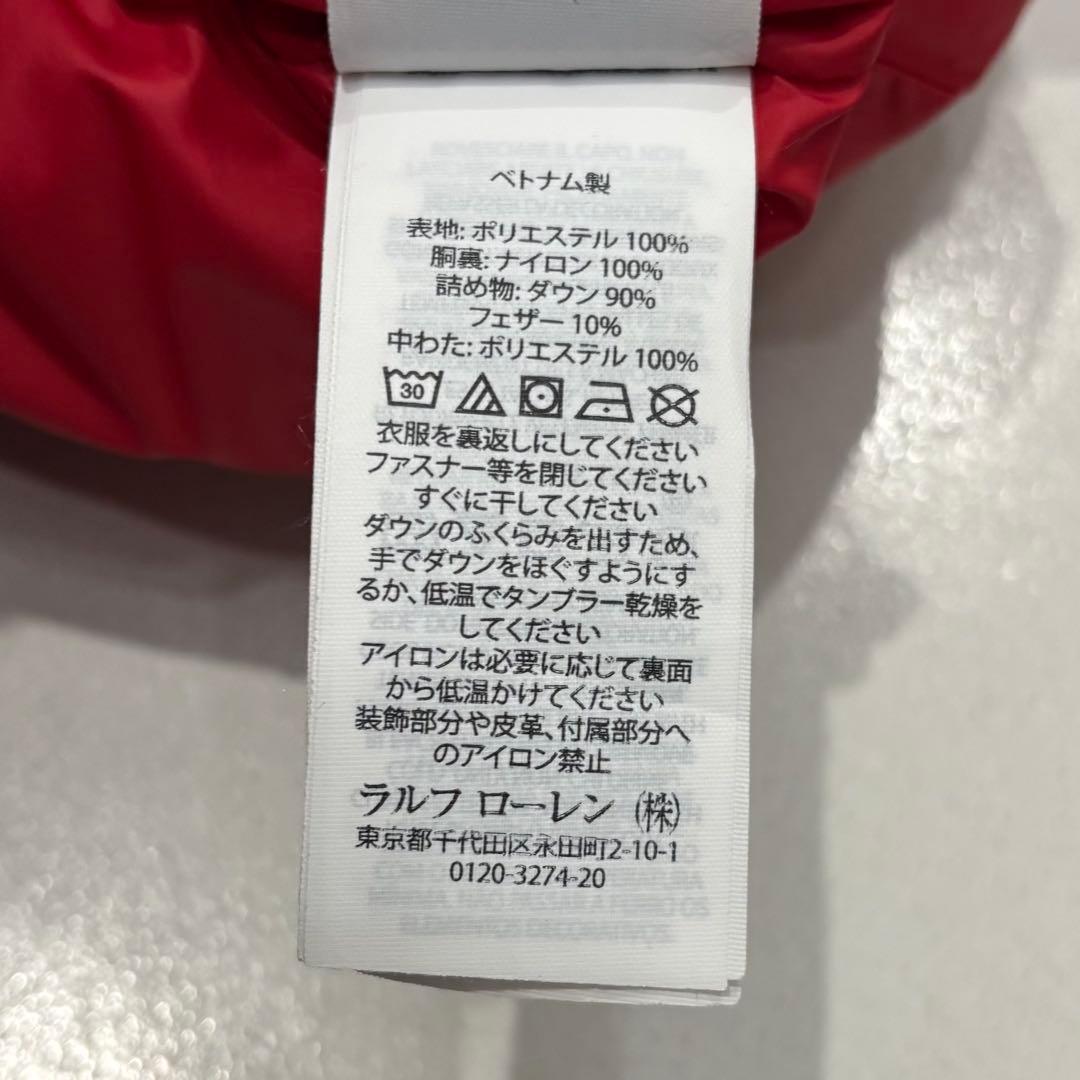 ベトナム製
表地: ポリエステル 100%
胴裏: ナイロン 100%
詰め物: ダウン 90%
フェザー 10%
中わた: ポリエステル 100%
30
衣服を裏返しにしてください
ファスナー等を閉じてください
すぐに干してください
ダウンのふくらみを出すため、
手でダウンをほぐすようにす
るか、低温でタンブラー乾燥を
してください
アイロンは必要に応じて裏面
から低温かけてください
装飾部分や皮革、付属部分へ
のアイロン禁止
ラルフ ローレン (株)
東京都千代田区永田町2-10-1
0120-3274-20